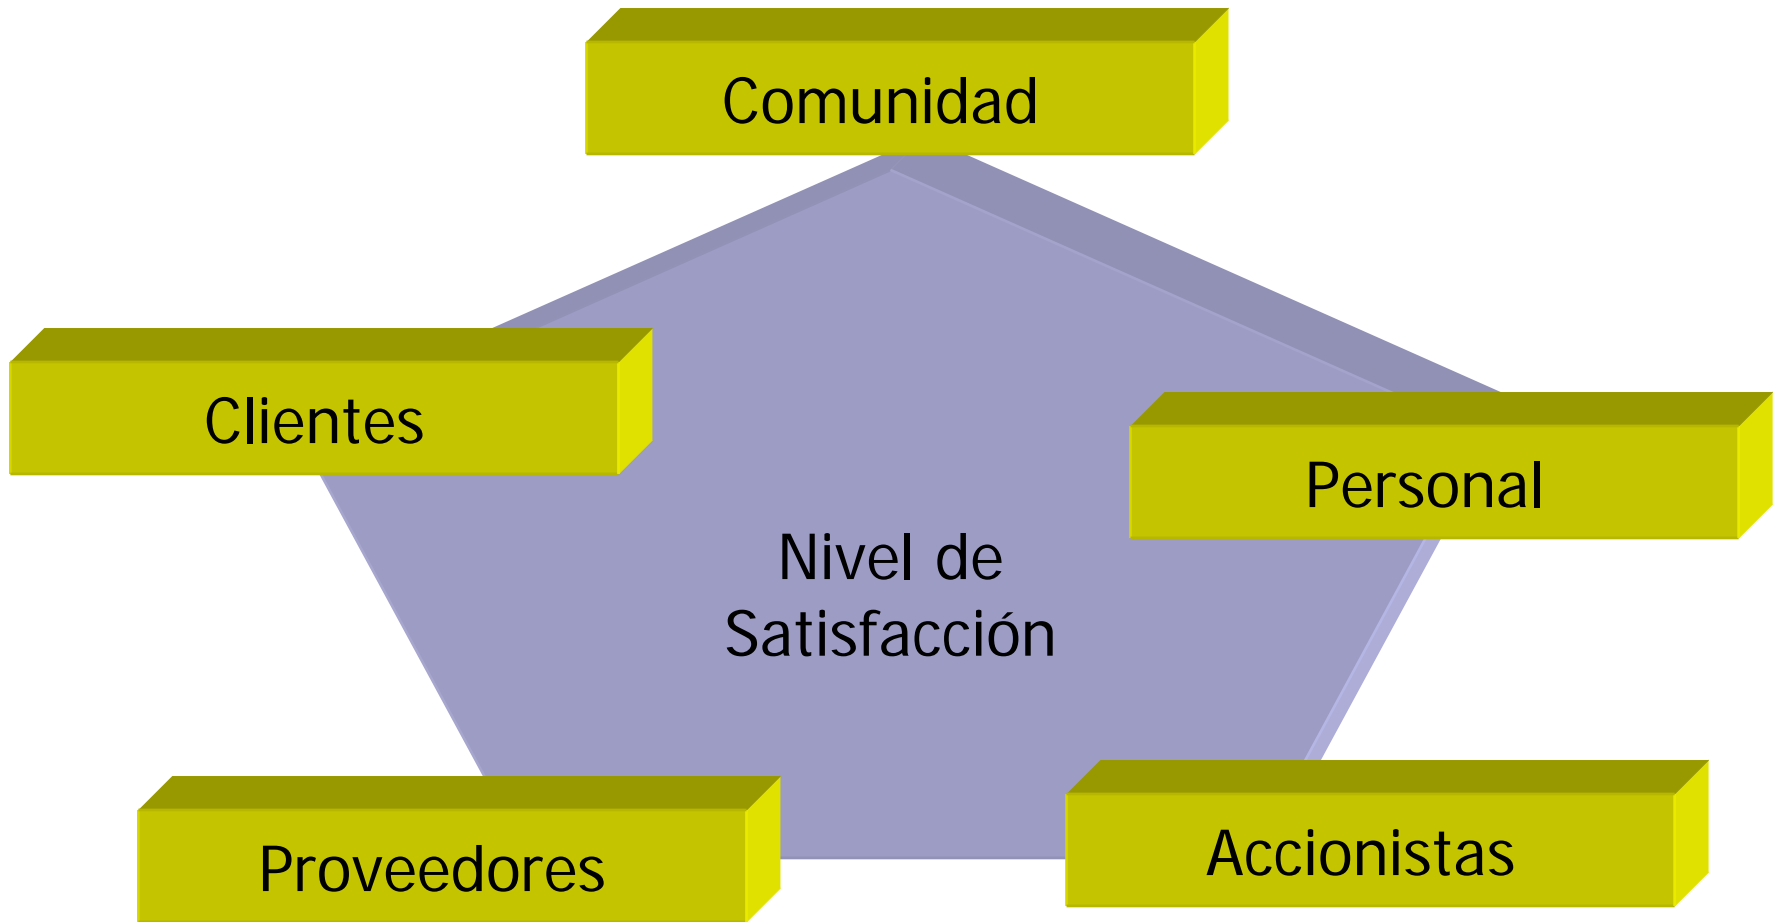 Comunidad
Clientes
Personal
Nivel de
Satisfacción
Proveedores
Accionistas